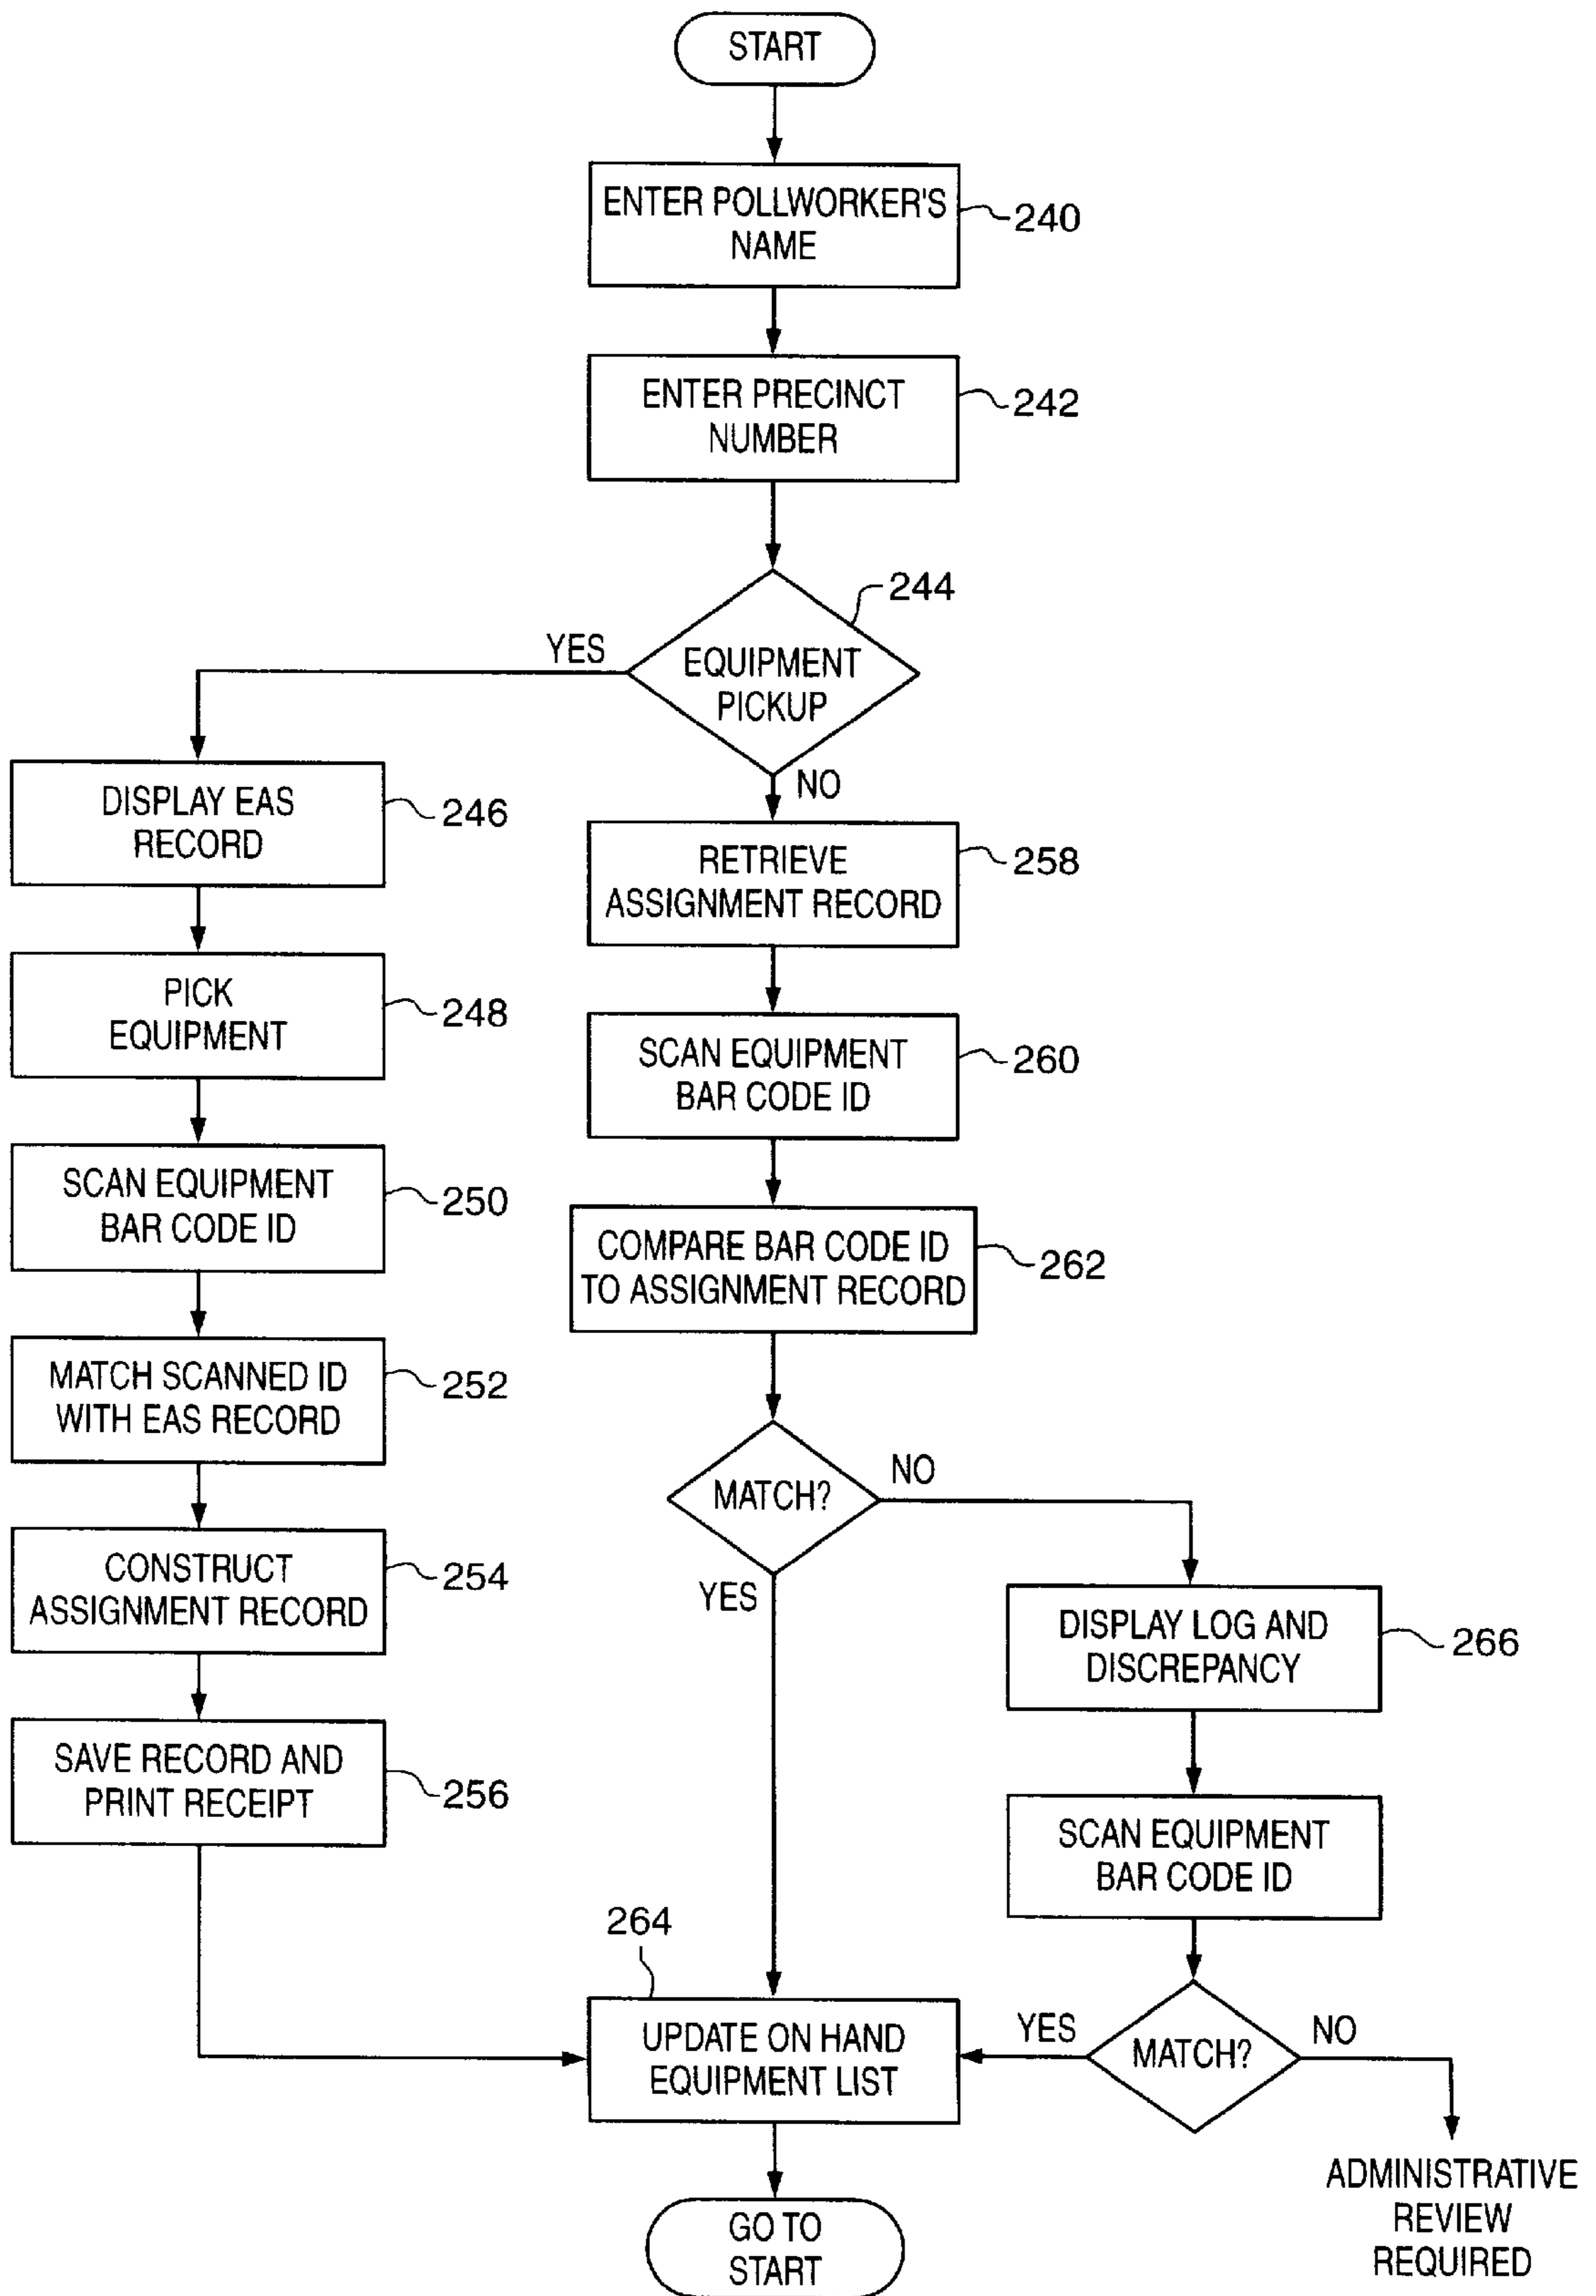 START
ENTER POLLWORKER'S
NAME
240
ENTER PRECINCT
NUMBER
242
244
EQUIPMENT
PICKUP
YES
NO
DISPLAY EAS
RECORD
246
PICK
EQUIPMENT
248
SCAN EQUIPMENT
BAR CODE ID
250
MATCH SCANNED ID
WITH EAS RECORD
252
CONSTRUCT
ASSIGNMENT RECORD
254
SAVE RECORD AND
PRINT RECEIPT
256
RETRIEVE
ASSIGNMENT RECORD
258
SCAN EQUIPMENT
BAR CODE ID
260
COMPARE BAR CODE ID
TO ASSIGNMENT RECORD
262
MATCH?
NO
YES
DISPLAY LOG AND
DISCREPANCY
266
SCAN EQUIPMENT
BAR CODE ID
MATCH?
YES
NO
264
UPDATE ON HAND
EQUIPMENT LIST
ADMINISTRATIVE
REVIEW
REQUIRED
GO TO
START